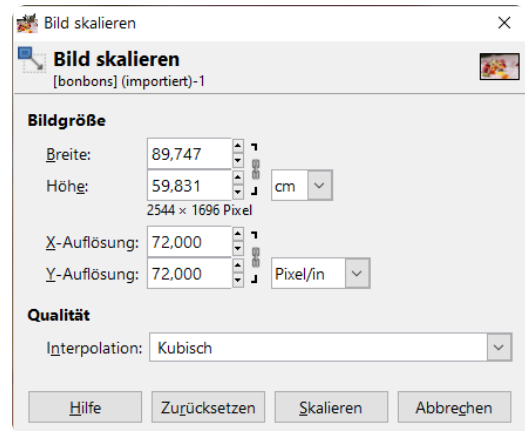 Bild skalieren
Bild skalieren
[bonbons] (importiert)-1
Bildgröße
Breite: 89,747
Höhe: 59,831 cm
2544 × 1696 Pixel
X-Auflösung: 72,000
Y-Auflösung: 72,000 Pixel/in
Qualität
Interpolation: Kubisch
Hilfe Zurücksetzen Skalieren Abbrechen